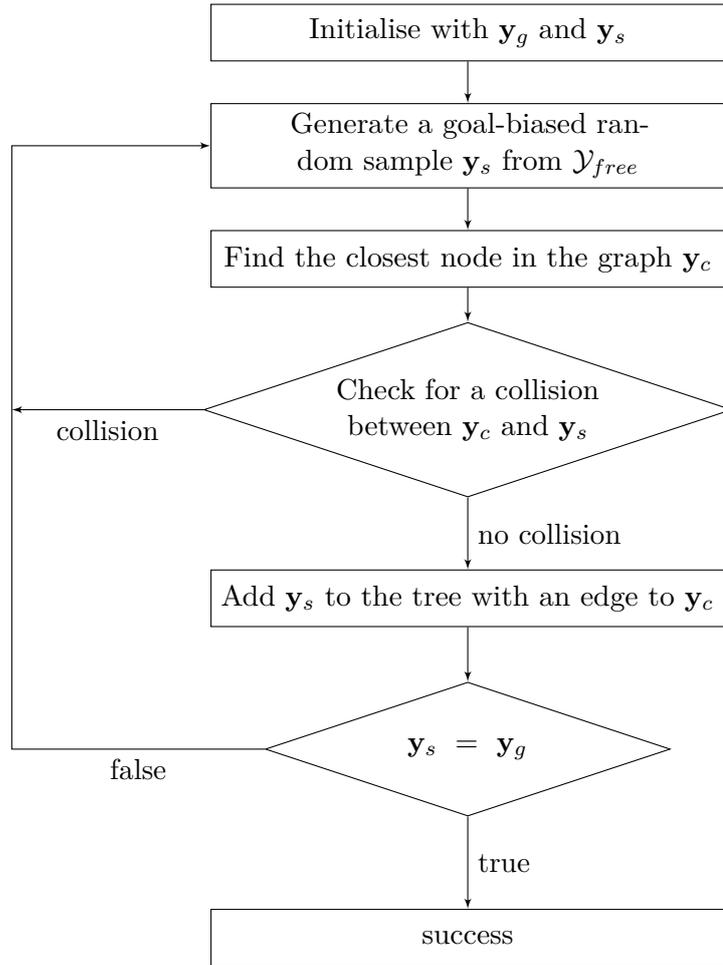 Initialise with y_g and y_s
Generate a goal-biased ran-
dom sample y_s from 𝒴_free
Find the closest node in the graph y_c
Check for a collision
between y_c and y_s
collision
no collision
Add y_s to the tree with an edge to y_c
y_s = y_g
false
true
success